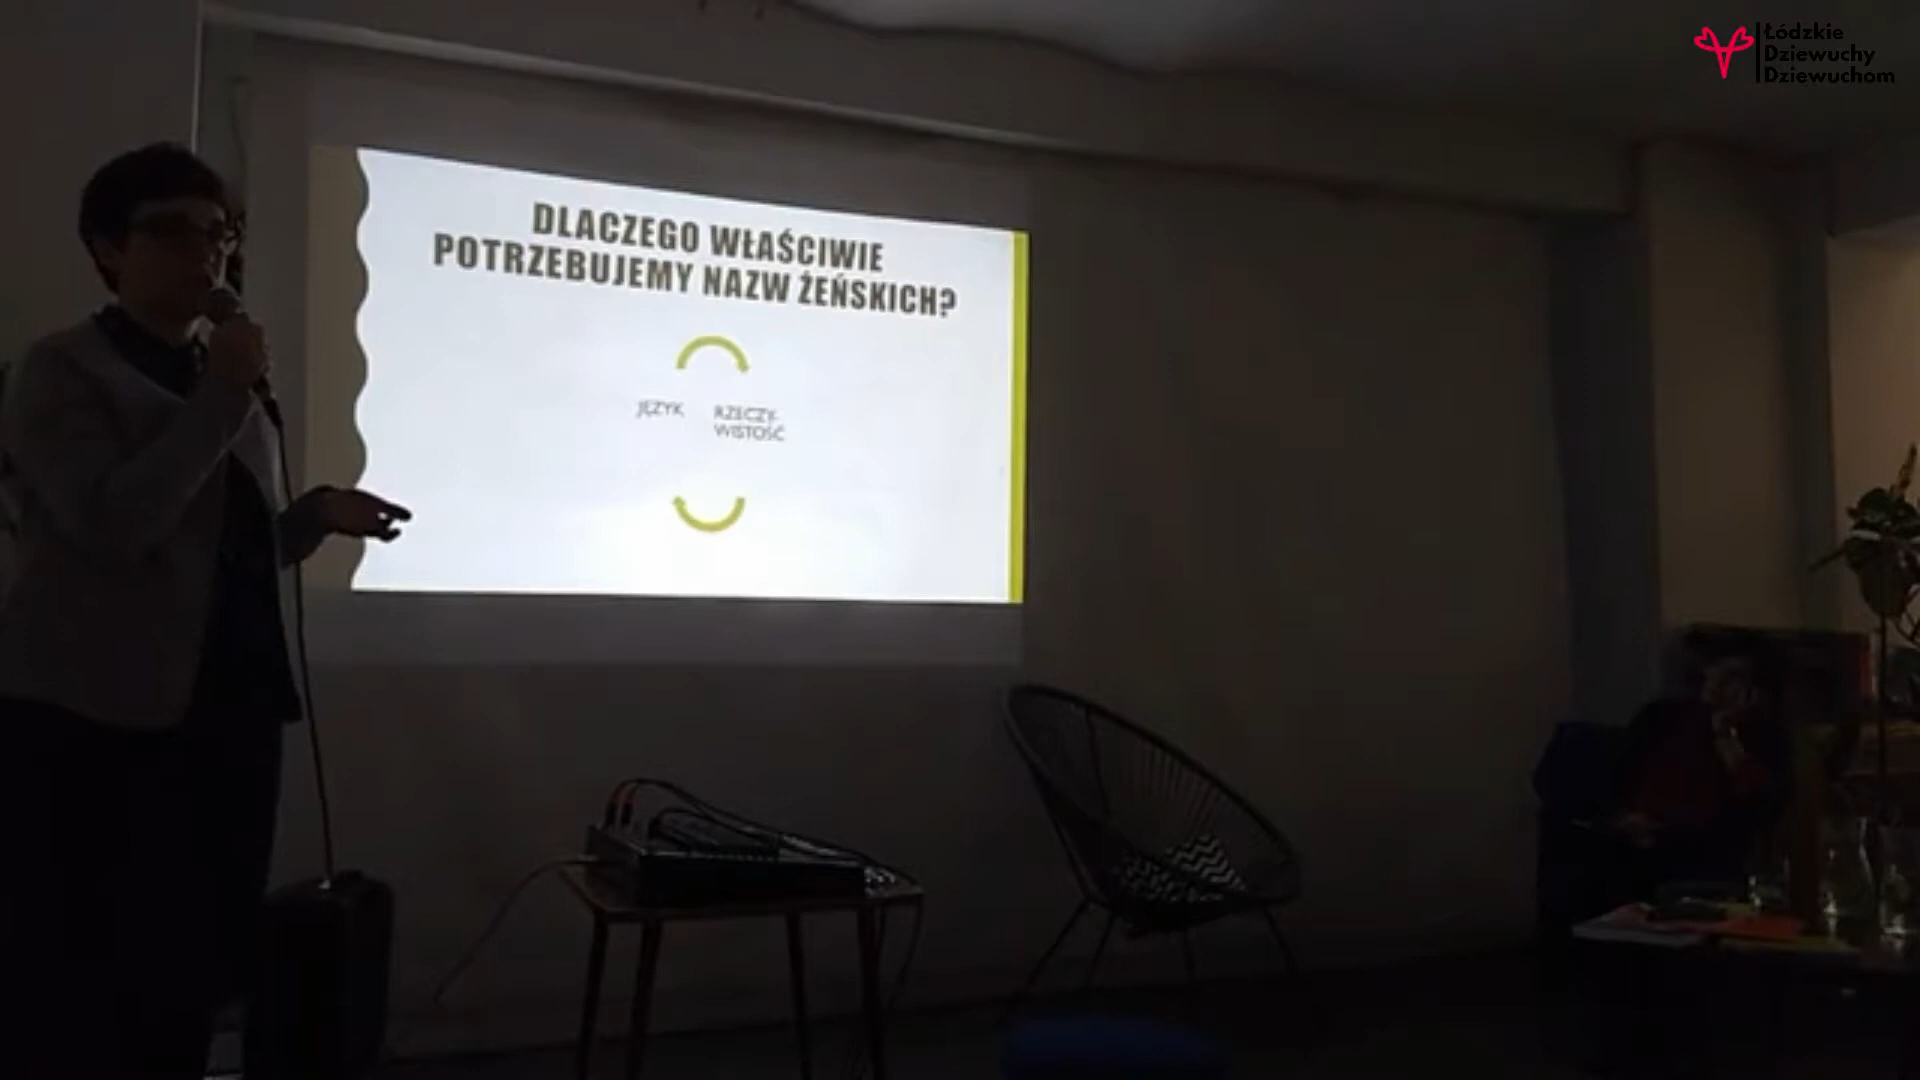 Łódzkie
Dziewuchy
Dziewuchom
DLACZEGO WŁAŚCIWIE
POTRZEBUJEMY NAZW ŻEŃSKICH?
JĘZYK
RZECZY-
WISTOŚĆ